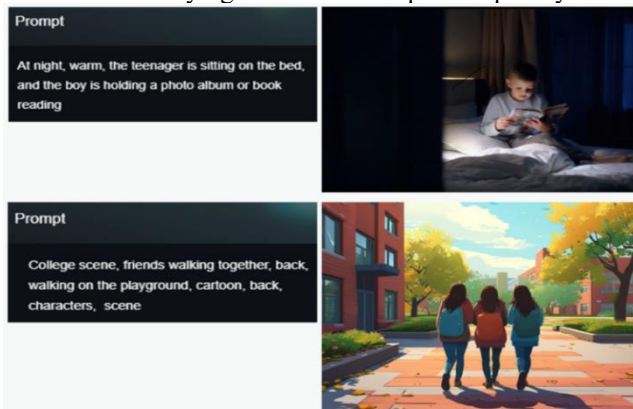 Prompt
At night, warm, the teenager is sitting on the bed,
and the boy is holding a photo album or book
reading
Prompt
College scene, friends walking together, back,
walking on the playground, cartoon, back,
characters, scene